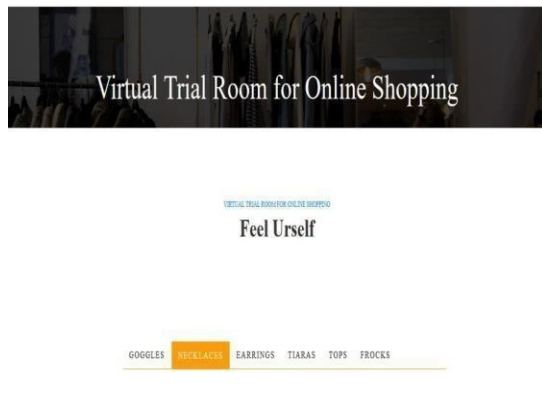 Virtual Trial Room for Online Shopping
VIRTUAL TRIAL ROOM FOR ONLINE SHOPPING
Feel Urself
GOGGLES NECKLACES EARRINGS TIARAS TOPS FROCKS